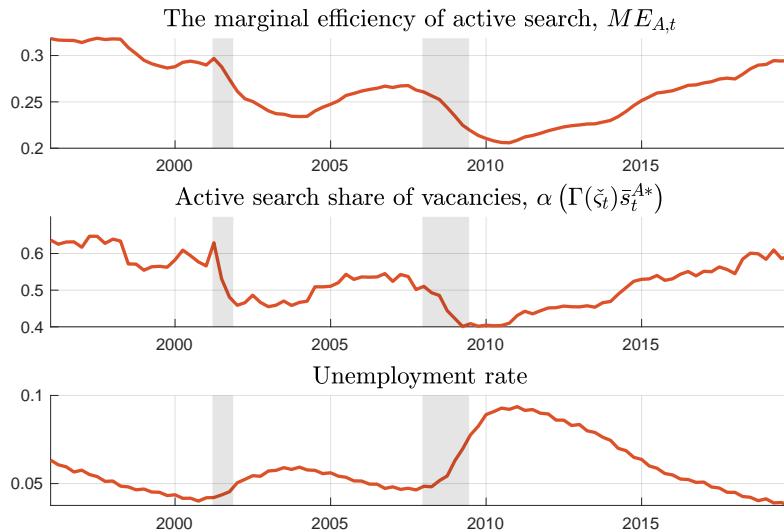 The marginal efficiency of active search, $ME_{A,t}$
0.3
0.25
0.2
2000 2005 2010 2015
Active search share of vacancies, $\alpha \left( \Gamma(\check{\varsigma}_t) \bar{s}_t^{A*} \right)$
0.6
0.5
0.4
2000 2005 2010 2015
Unemployment rate
0.1
0.05
2000 2005 2010 2015